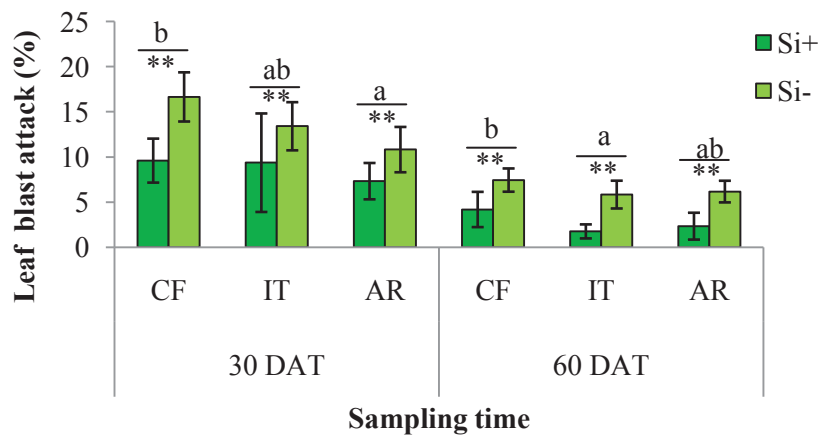 Leaf blast attack (%)
25
20
15
10
5
0
b
**
ab
**
a
**
b
**
a
**
ab
**
Si+
Si-
CF IT AR CF IT AR
30 DAT 60 DAT
Sampling time